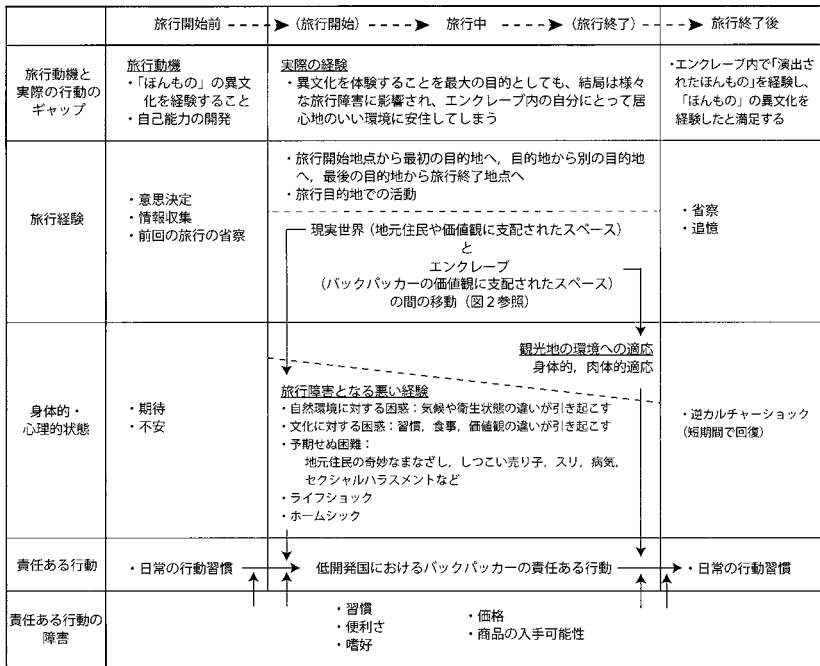 旅行開始前 （旅行開始） 旅行中 （旅行終了） 旅行終了後
旅行動機と
実際の行動の
ギャップ
旅行動機
・「ほんもの」の異文
化を経験すること
・自己能力の開発
実際の経験
・異文化を体験することを最大の目的としても、結局は様々
な旅行障害に影響され、エンクレーブ内の自分にとって居
心地のいい環境に安住してしまう
・エンクレーブ内で「演出
されたほんもの」を経験し、
「ほんもの」の異文化を
経験したと満足する
旅行経験
・意思決定
・情報収集
・前回の旅行の省察
・旅行開始地点から最初の目的地へ，目的地から別の目的地
へ，最後の目的地から旅行終了地点へ
・旅行目的地での活動
現実世界（地元住民や価値観に支配されたスペース）
と
エンクレーブ
（バックパッカーの価値観に支配されたスペース）
の間の移動（図２参照）
・省察
・追憶
身体的・
心理的状態
・期待
・不安
観光地の環境への適応
身体的，肉体的適応
旅行障害となる悪い経験
・自然環境に対する困惑：気候や衛生状態の違いが引き起こす
・文化に対する困惑：習慣，食事，価値観の違いが引き起こす
・予期せぬ困難：
地元住民の奇妙なまなざし，しつこい売り子，スリ，病気，
セクシャルハラスメントなど
・ライフショック
・ホームシック
・逆カルチャーショック
（短期間で回復）
責任ある行動
・日常の行動習慣
低開発国におけるバックパッカーの責任ある行動
・日常の行動習慣
責任ある行動の
障害
・習慣
・便利さ
・嗜好
・価格
・商品の入手可能性